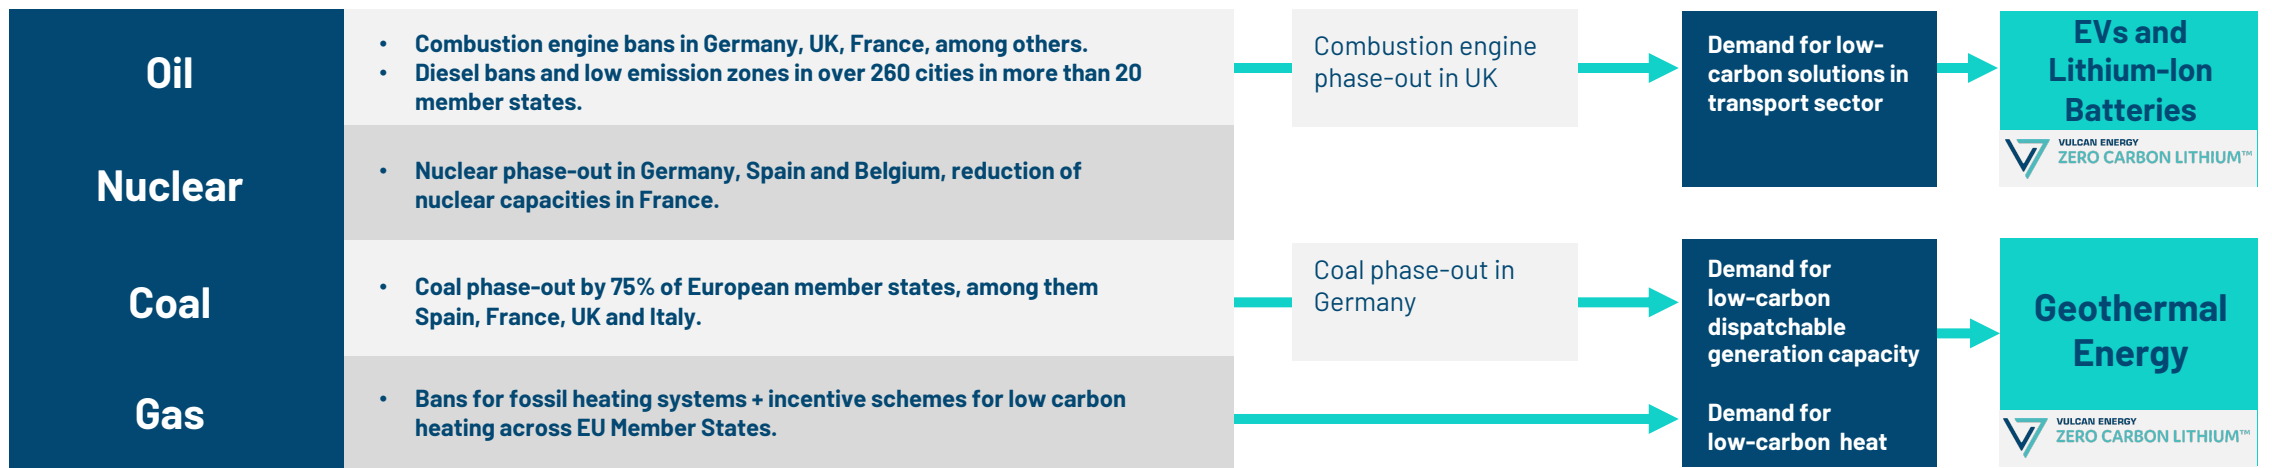 Oil
• Combustion engine bans in Germany, UK, France, among others.
• Diesel bans and low emission zones in over 260 cities in more than 20
member states.
Combustion engine
phase-out in UK
Demand for low-
carbon solutions in
transport sector
EVs and
Lithium-Ion
Batteries
VULCAN ENERGY
ZERO CARBON LITHIUM™
Nuclear
• Nuclear phase-out in Germany, Spain and Belgium, reduction of
nuclear capacities in France.
Coal
• Coal phase-out by 75% of European member states, among them
Spain, France, UK and Italy.
Coal phase-out in
Germany
Demand for
low-carbon
dispatchable
generation capacity
Geothermal
Energy
Gas
• Bans for fossil heating systems + incentive schemes for low carbon
heating across EU Member States.
Demand for
low-carbon heat
VULCAN ENERGY
ZERO CARBON LITHIUM™